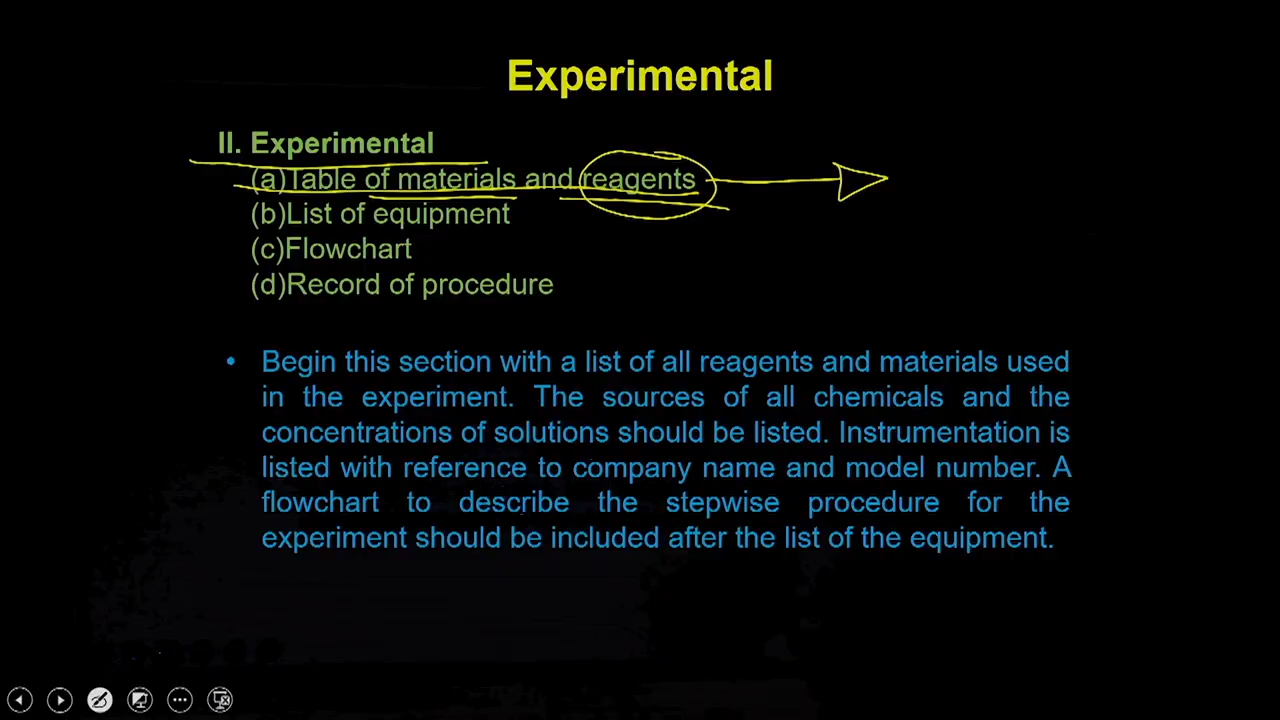 Experimental
II. Experimental
(a)Table of materials and reagents
(b)List of equipment
(c)Flowchart
(d)Record of procedure
• Begin this section with a list of all reagents and materials used
in the experiment. The sources of all chemicals and the
concentrations of solutions should be listed. Instrumentation is
listed with reference to company name and model number. A
flowchart to describe the stepwise procedure for the
experiment should be included after the list of the equipment.